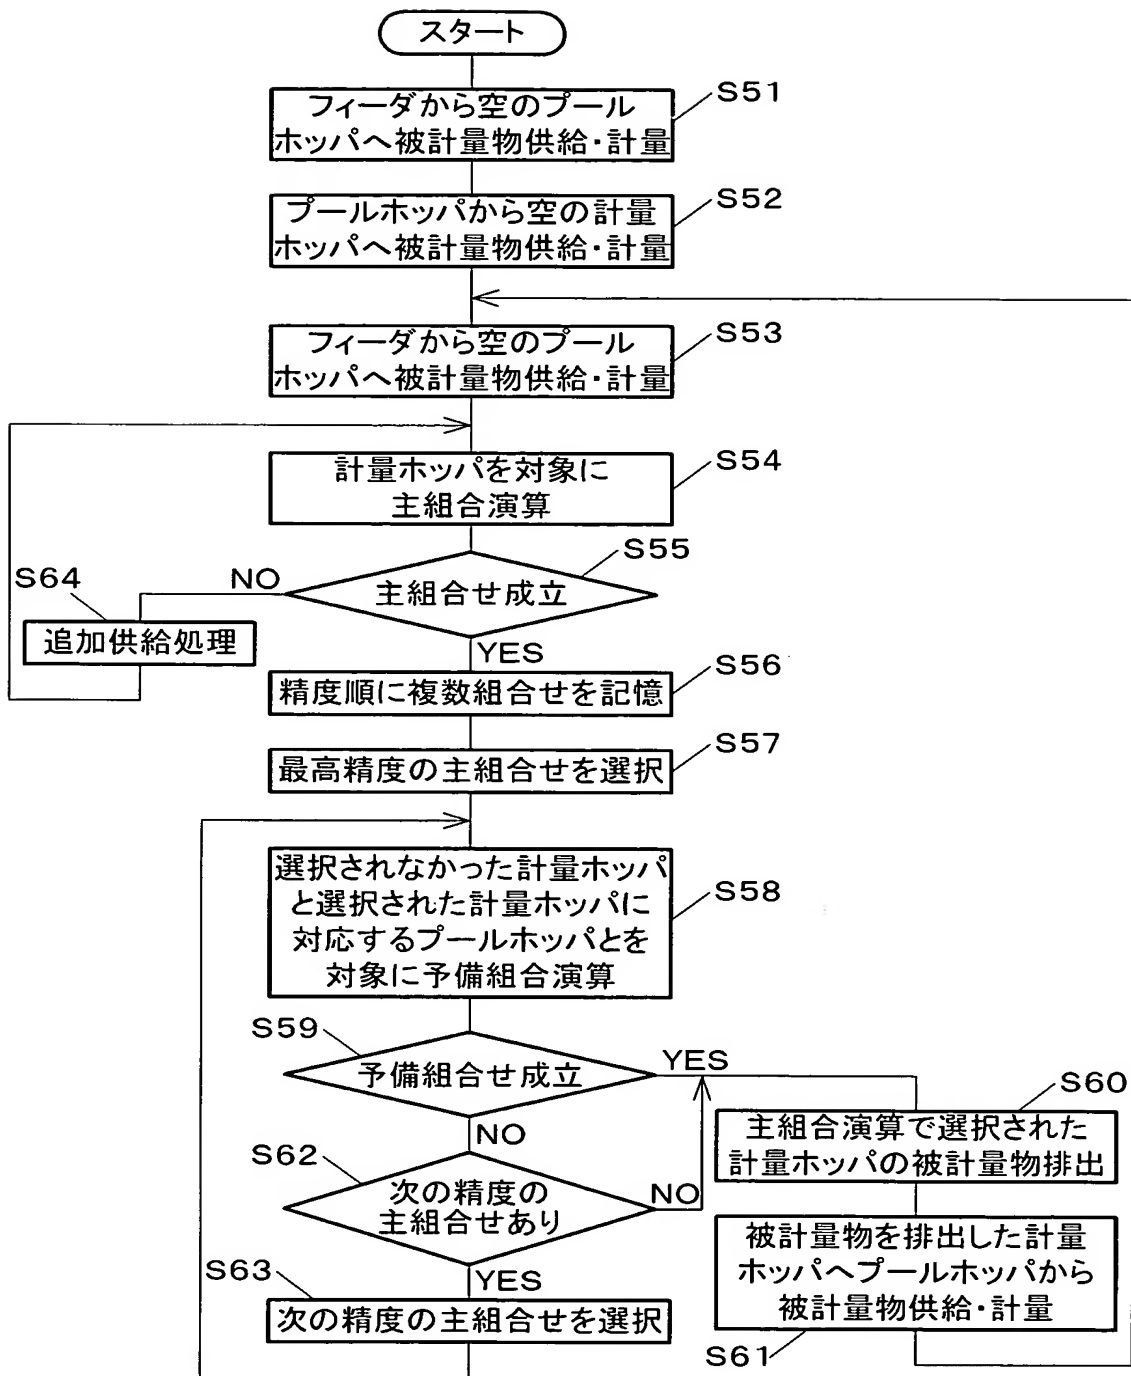 スタート
S51
フィーダから空のプール
ホッパへ被計量物供給・計量
S52
プールホッパから空の計量
ホッパへ被計量物供給・計量
S53
フィーダから空のプール
ホッパへ被計量物供給・計量
S54
計量ホッパを対象に
主組合演算
S55
主組合せ成立
NO
S64
追加供給処理
YES
S56
精度順に複数組合せを記憶
S57
最高精度の主組合せを選択
S58
選択されなかった計量ホッパ
と選択された計量ホッパに
対応するプールホッパとを
対象に予備組合演算
S59
予備組合せ成立
YES
NO
S60
主組合演算で選択された
計量ホッパの被計量物排出
S62
次の精度の
主組合せあり
NO
YES
被計量物を排出した計量
ホッパへプールホッパから
被計量物供給・計量
S61
S63
次の精度の主組合せを選択